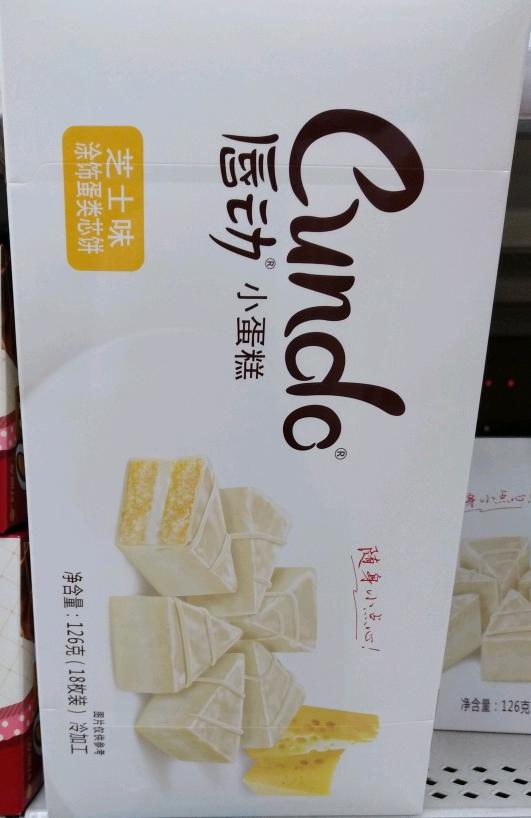 Cundo®
唇动®小蛋糕
芝士味
涂饰蛋类芯饼
随身小点心!
图片仅供参考
净含量:126克(18枚装) 冷加工
净含量:126克